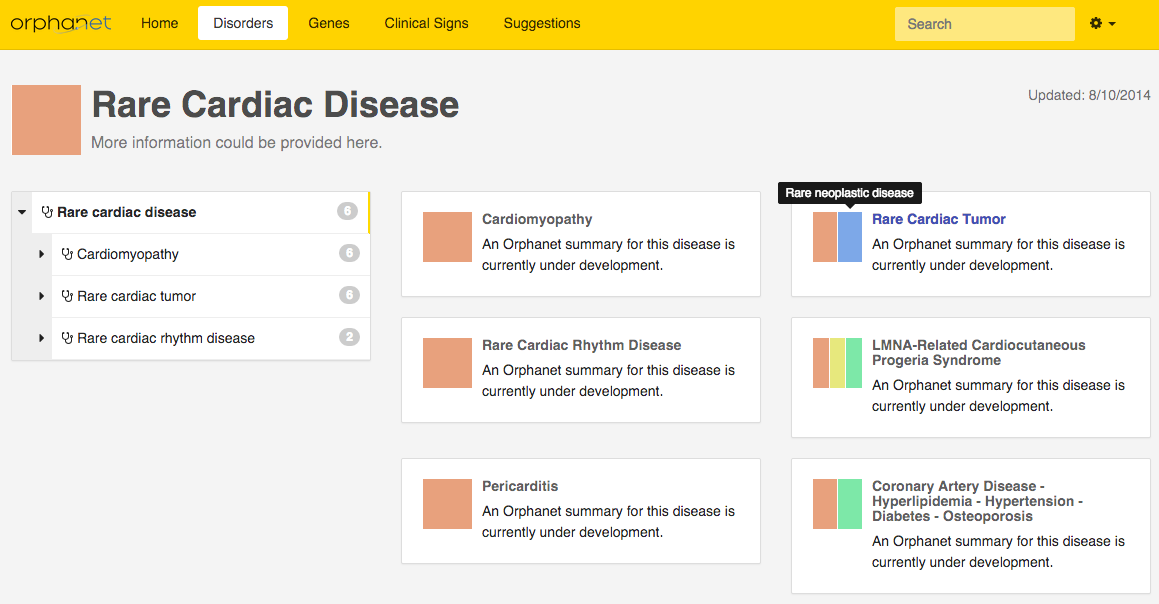 orphanet
Home
Disorders
Genes
Clinical Signs
Suggestions
Search
Rare Cardiac Disease
More information could be provided here.
Updated: 8/10/2014
Rare cardiac disease
6
Cardiomyopathy
6
Rare cardiac tumor
6
Rare cardiac rhythm disease
2
Cardiomyopathy
An Orphanet summary for this disease is
currently under development.
Rare neoplastic disease
Rare Cardiac Tumor
An Orphanet summary for this disease is
currently under development.
Rare Cardiac Rhythm Disease
An Orphanet summary for this disease is
currently under development.
LMNA-Related Cardiocutaneous
Progeria Syndrome
An Orphanet summary for this disease is
currently under development.
Pericarditis
An Orphanet summary for this disease is
currently under development.
Coronary Artery Disease -
Hyperlipidemia - Hypertension -
Diabetes - Osteoporosis
An Orphanet summary for this disease is
currently under development.